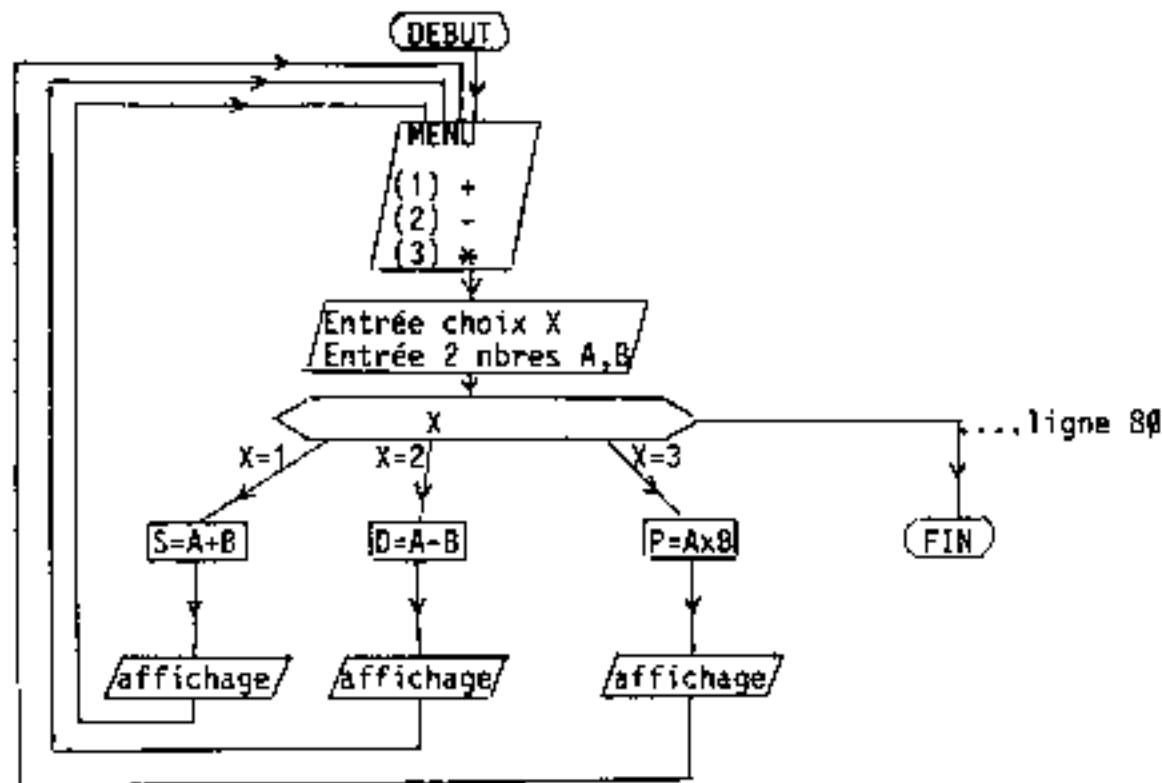 DEBUT
MENU
(1) +
(2) -
(3) *
Entrée choix X
Entrée 2 nbres A,B
X
....ligne 80
X=1 X=2 X=3
S=A+B D=A-B P=AxB FIN
affichage affichage affichage